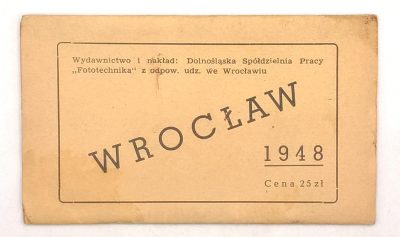 Wydawnictwo i nakład: Dolnośląska Spółdzielnia Pracy
„Fototechnika" z odpow. udz. we Wrocławiu
WROCŁAW
1948
Cena 25 zł